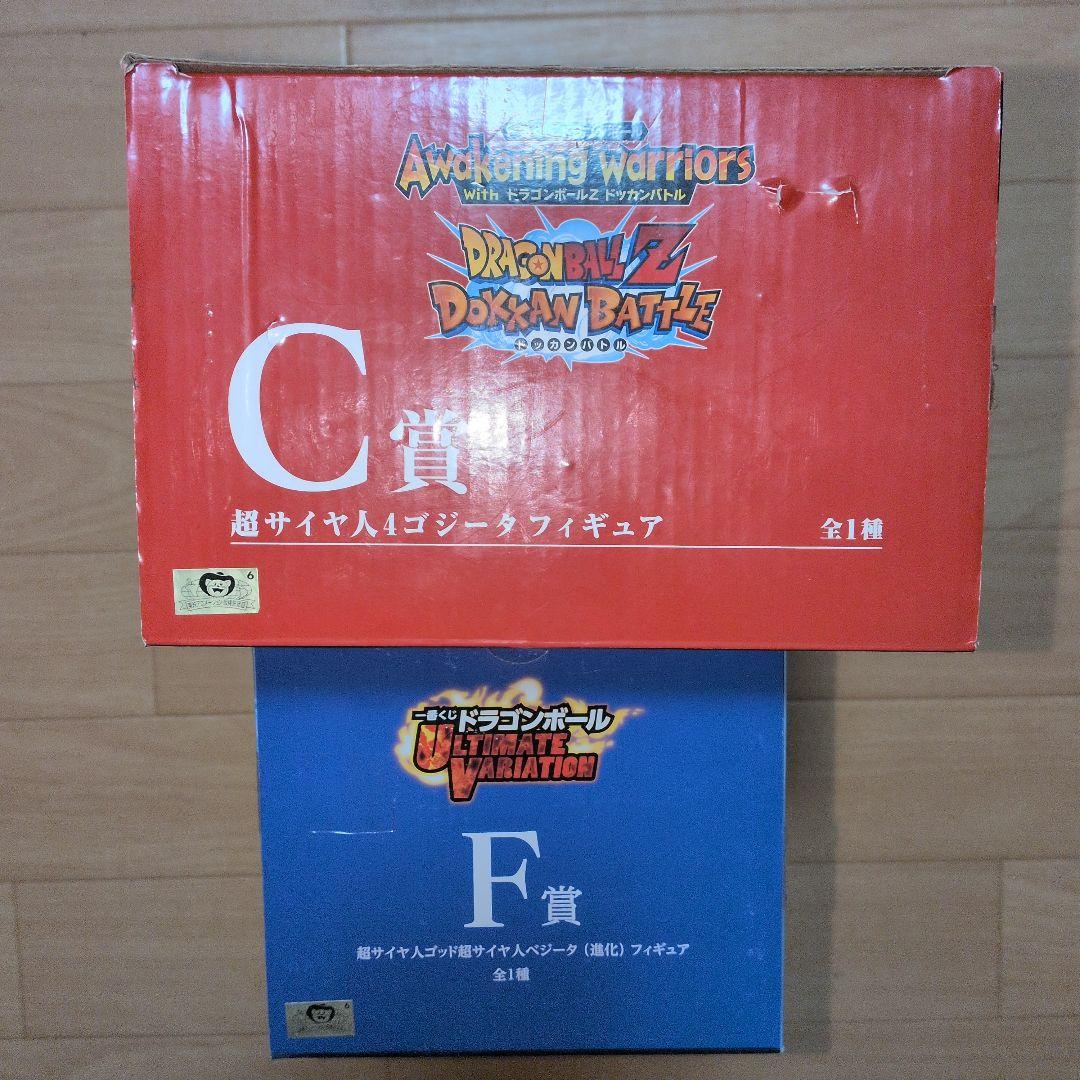 Awakening warriors
with ドラゴンボールZ ドッカンバトル
DRAGON BALL Z
DOKKAN BATTLE
ドッカンバトル
C賞
超サイヤ人4ゴジータ フィギュア 全1種
6
一番くじ ドラゴンボール
ULTIMATE
VARIATION
F賞
超サイヤ人ゴッド超サイヤ人ベジータ（進化）フィギュア
全1種
6